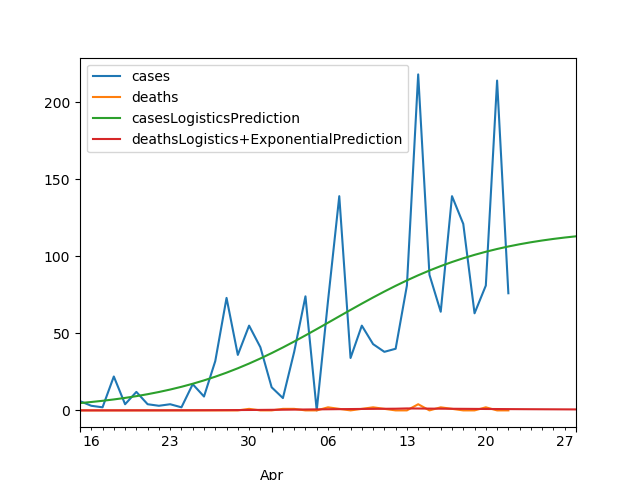 cases
deaths
casesLogisticsPrediction
deathsLogistics+ExponentialPrediction
200
150
100
50
0
16 23 30 06 13 20 27
Apr